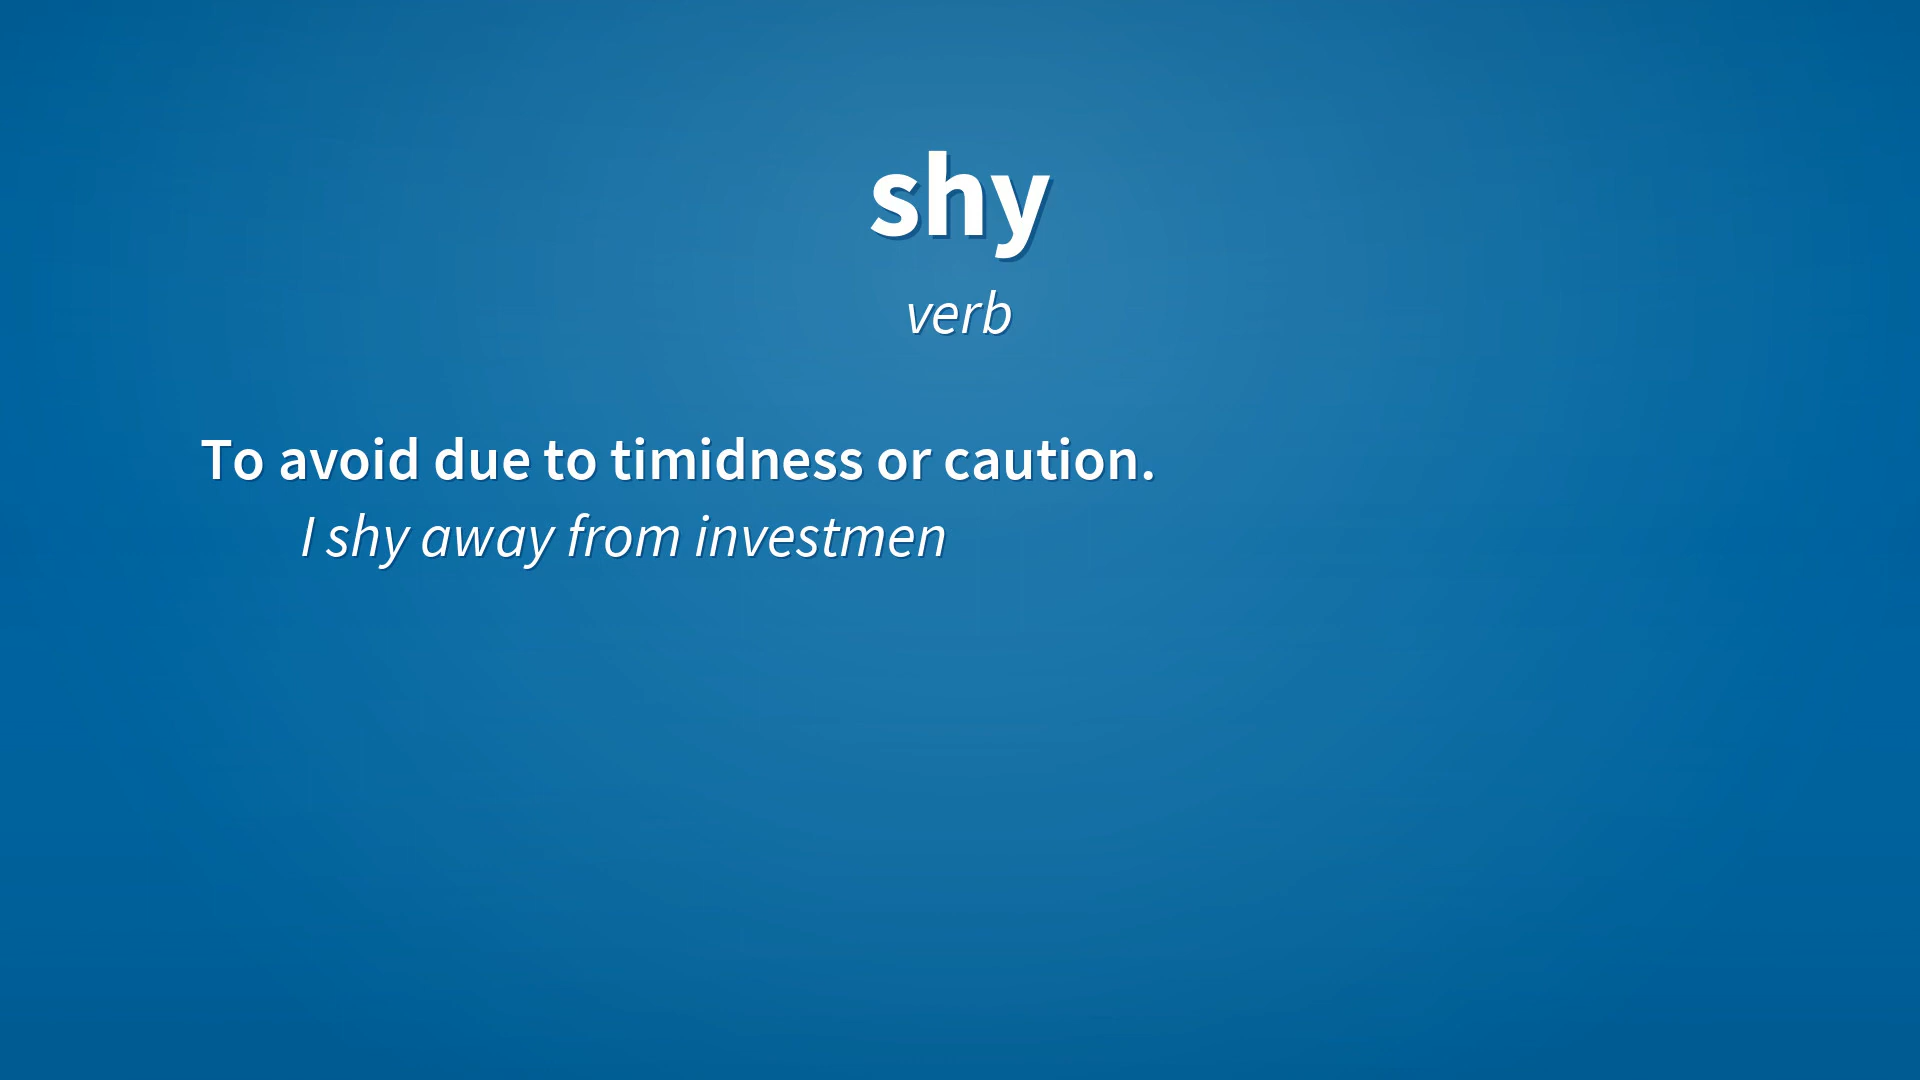 shy
verb
To avoid due to timidness or caution.
I shy away from investmen